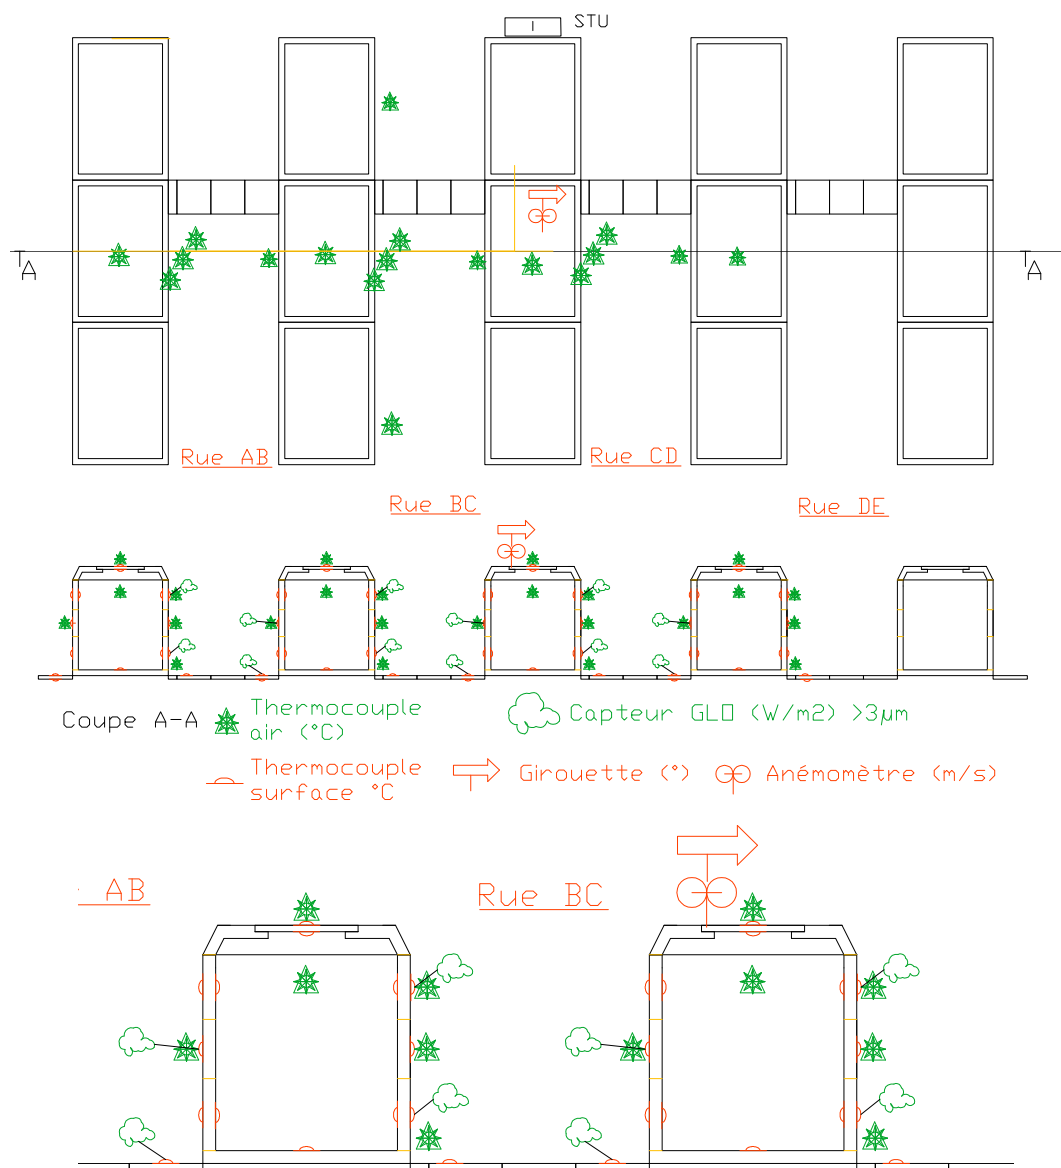 STU
A
A
Rue AB
Rue CD
Rue BC
Rue DE
Coupe A-A
Thermocouple
air (°C)
Capteur GLO (W/m2) >3µm
Thermocouple
surface °C
Girouette (°)
Anémomètre (m/s)
AB
Rue BC